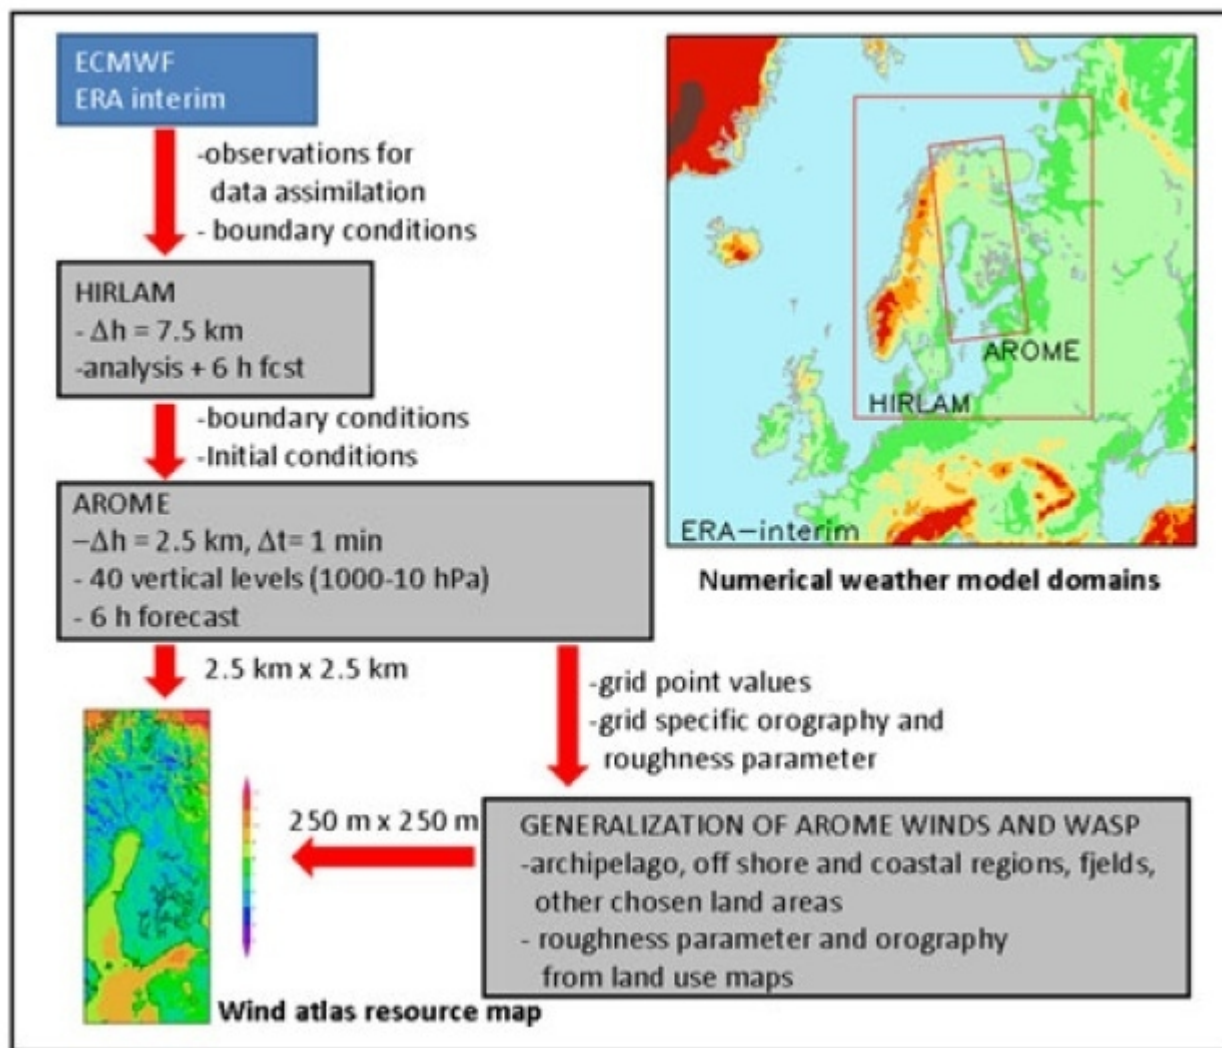 ECMWF
ERA interim
-observations for
data assimilation
- boundary conditions
HIRLAM
- Δh = 7.5 km
-analysis + 6 h fcst
-boundary conditions
-Initial conditions
AROME
–Δh = 2.5 km, Δt= 1 min
- 40 vertical levels (1000-10 hPa)
- 6 h forecast
2.5 km x 2.5 km
-grid point values
-grid specific orography and
roughness parameter
250 m x 250 m
GENERALIZATION OF AROME WINDS AND WASP
-archipelago, off shore and coastal regions, fjelds,
other chosen land areas
- roughness parameter and orography
from land use maps
Wind atlas resource map
AROME
HIRLAM
ERA-interim
Numerical weather model domains